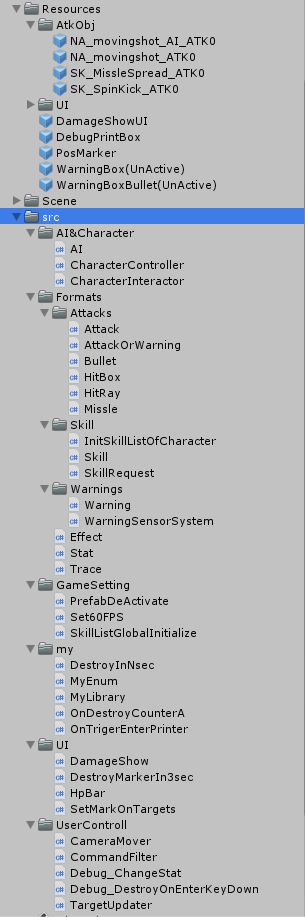 Resources
AtkObj
NA_movingshot_AI_ATK0
NA_movingshot_ATK0
SK_MissleSpread_ATK0
SK_SpinKick_ATK0
UI
DamageShowUI
DebugPrintBox
PosMarker
WarningBox(UnActive)
WarningBoxBullet(UnActive)
Scene
src
AI&Character
AI
CharacterController
CharacterInteractor
Formats
Attacks
Attack
AttackOrWarning
Bullet
HitBox
HitRay
Missle
Skill
InitSkillListOfCharacter
Skill
SkillRequest
Warnings
Warning
WarningSensorSystem
Effect
Stat
Trace
GameSetting
PrefabDeActivate
Set60FPS
SkillListGlobalInitialize
my
DestroyInNsec
MyEnum
MyLibrary
OnDestroyCounterA
OnTrigerEnterPrinter
UI
DamageShow
DestroyMarkerIn3sec
HpBar
SetMarkOnTargets
UserControll
CameraMover
CommandFilter
Debug_ChangeStat
Debug_DestroyOnEnterKeyDown
TargetUpdater